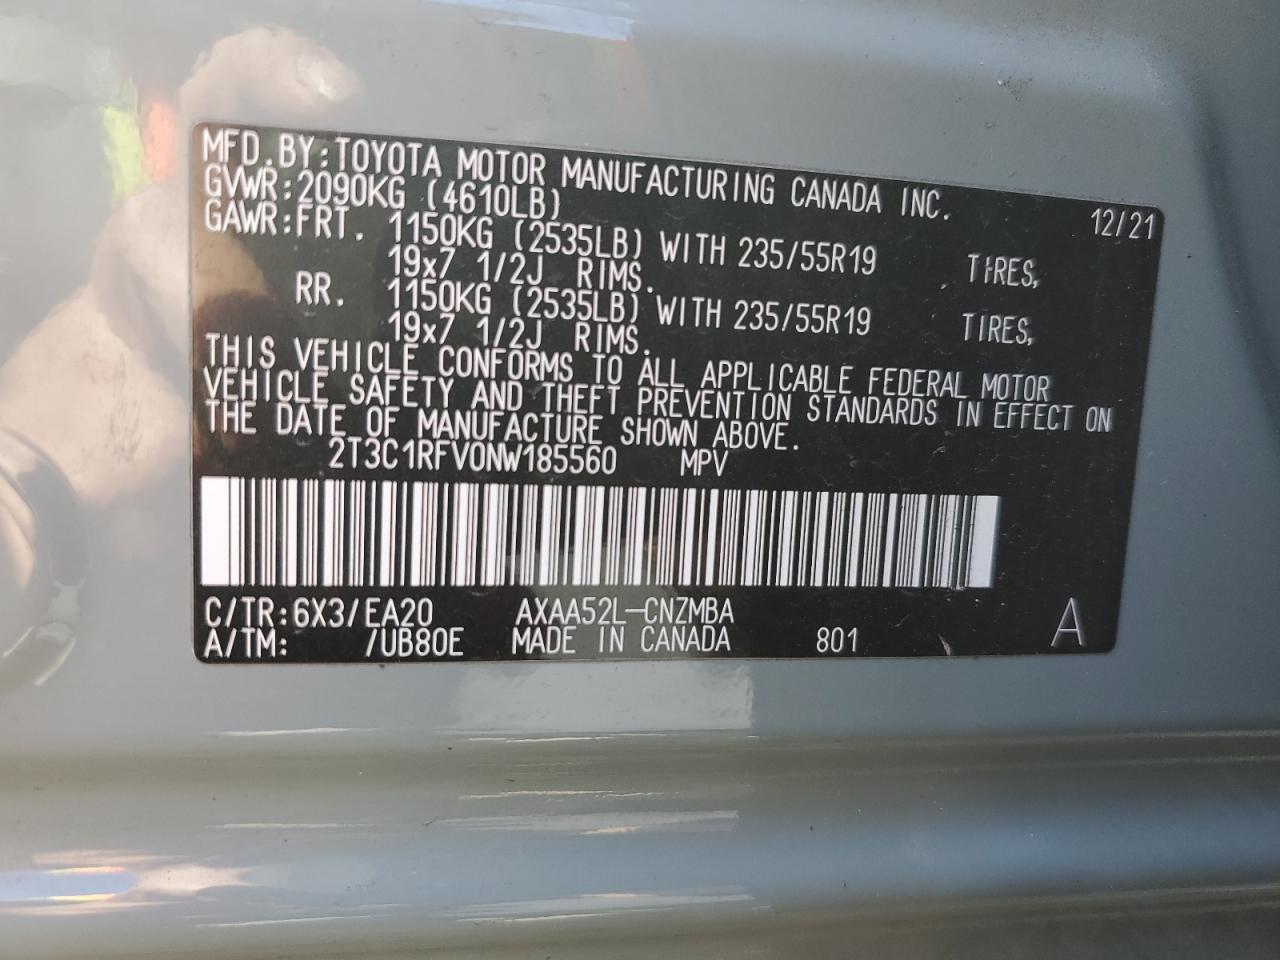 MFD.BY:TOYOTA MOTOR MANUFACTURING CANADA INC. 12/21
GVWR:2090KG (4610LB)
GAWR:FRT. 1150KG (2535LB) WITH 235/55R19 TIRES,
19x7 1/2J RIMS.
RR. 1150KG (2535LB) WITH 235/55R19 TIRES,
19x7 1/2J RIMS.
THIS VEHICLE CONFORMS TO ALL APPLICABLE FEDERAL MOTOR
VEHICLE SAFETY AND THEFT PREVENTION STANDARDS IN EFFECT ON
THE DATE OF MANUFACTURE SHOWN ABOVE.
2T3C1RFV0NW185560 MPV
C/TR:6X3/EA20 AXAA52L-CNZMBA
A/TM: /UB80E MADE IN CANADA 801 A